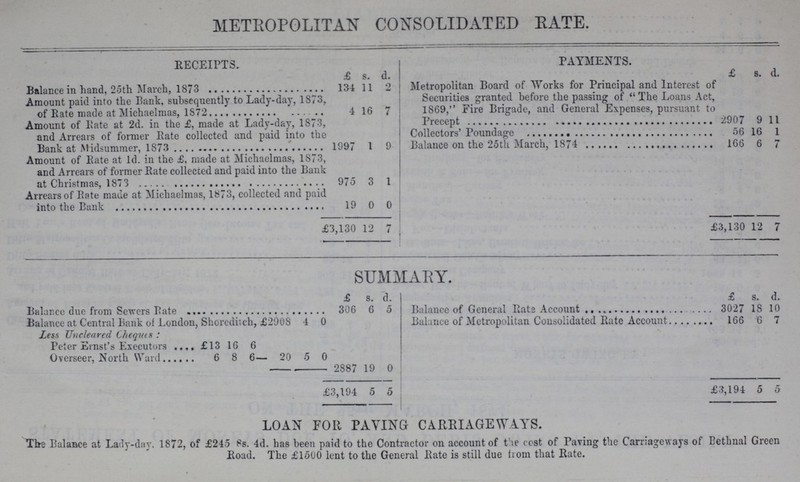 METROPOLITAN CONSOLIDATED RATE.
RECEIPTS.
£ s. d.
Balance in hand, 25th March, 1873 .......... 134 11 2
Amount paid into the Bank, subsequently to Lady-day, 1873,
of Rate made at Michaelmas, 1872.......... 4 16 7
Amount of Rate at 2d. in the £, made at Lady-day, 1873,
and Arrears of former Rate collected and paid into the
Bank at Midsummer, 1873 .......... 1997 1 9
Amount of Rate at 1d. in the £, made at Michaelmas, 1873,
and Arrears of former Rate collected and paid into the Bank
at Christmas, 1873 .......... 975 3 1
Arrears of Rate made at Michaelmas, 1873, collected and paid
into the Bank .......... 19 0 0
£3,130 12 7
PAYMENTS.
£ s. d.
Metropolitan Board of Works for Principal and Interest of
Securities granted before the passing of "The Loans Act,
1869," Fire Brigade, and General Expenses, pursuant to
Precept .......... 2907 9 11
Collectors' Poundage .......... 56 16 1
Balance on the 25th March, 1874 .......... 166 6 7
£3,130 12 7
SUMMARY.
£ s. d.
Balance due from Sewers Rate .......... 306 6 5
Balance at Central Bank of London, Shoreditch, £2908 4 0
Less Uncleared Cheques :
Peter Ernst's Executors .... £13 16 6
Overseer, North Ward...... 6 8 6— 20 5 0
2887 19 0
£3,194 5 5
£ s. d.
Balance of General Rate Account .......... 3027 18 10
Balance of Metropolitan Consolidated Rate Account........ 166 6 7
£3,194 5 5
LOAN FOR PAVING CARRIAGEWAYS.
The Balance at Lady-day. 1872, of £245 8s. 4d. has been paid to the Contractor on account of the cost of Paving the Carriageways of Bethnal Green
Road. The £1500 lent to the General Rate is still due from that Rate.